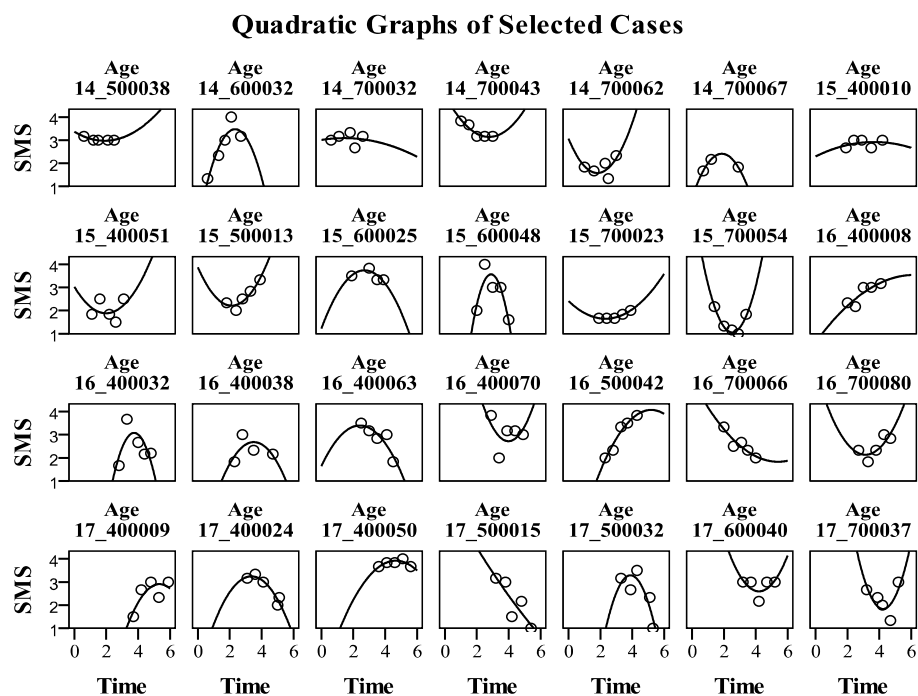 Quadratic Graphs of Selected Cases
Age Age Age Age Age Age Age
14_500038 14_600032 14_700032 14_700043 14_700062 14_700067 15_400010
SMS
4
3
2
1
Age Age Age Age Age Age Age
15_400051 15_500013 15_600025 15_600048 15_700023 15_700054 16_400008
SMS
4
3
2
1
Age Age Age Age Age Age Age
16_400032 16_400038 16_400063 16_400070 16_500042 16_700066 16_700080
SMS
4
3
2
1
Age Age Age Age Age Age Age
17_400009 17_400024 17_400050 17_500015 17_500032 17_600040 17_700037
SMS
4
3
2
1
0 2 4 6 0 2 4 6 0 2 4 6 0 2 4 6 0 2 4 6 0 2 4 6 0 2 4 6
Time Time Time Time Time Time Time